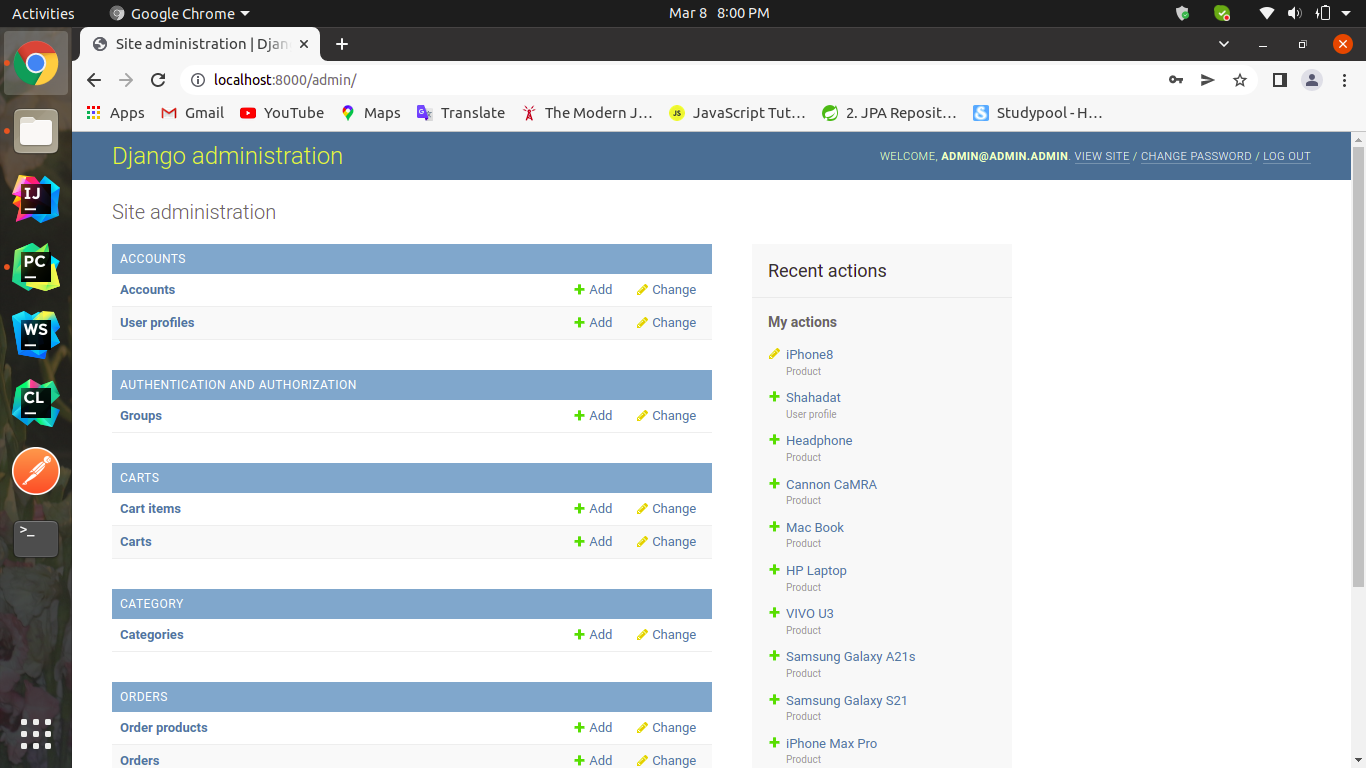 Activities Google Chrome Mar 8 8:00 PM
Site administration | Djan
localhost:8000/admin/
Apps Gmail YouTube Maps Translate The Modern J… JavaScript Tut… 2. JPA Reposit… Studypool - H…
Django administration
WELCOME, ADMIN@ADMIN.ADMIN. VIEW SITE / CHANGE PASSWORD / LOG OUT
Site administration
ACCOUNTS
Accounts Add Change
User profiles Add Change
AUTHENTICATION AND AUTHORIZATION
Groups Add Change
CARTS
Cart items Add Change
Carts Add Change
CATEGORY
Categories Add Change
ORDERS
Order products Add Change
Orders Add Change
Recent actions
My actions
iPhone8
Product
Shahadat
User profile
Headphone
Product
Cannon CaMRA
Product
Mac Book
Product
HP Laptop
Product
VIVO U3
Product
Samsung Galaxy A21s
Product
Samsung Galaxy S21
Product
iPhone Max Pro
Product
IJ
PC
WS
CL
>_
JS